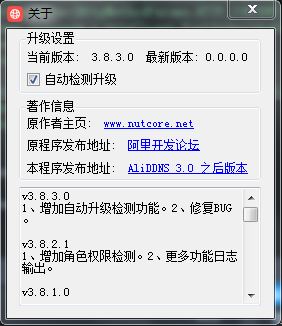 关于
升级设置
当前版本: 3.8.3.0 最新版本: 0.0.0.0
自动检测升级
著作信息
原作者主页: www.nutcore.net
原程序发布地址: 阿里开发论坛
本程序发布地址: AliDDNS 3.0 之后版本
v3.8.3.0
1、增加自动升级检测功能。2、修复BUG
。
v3.8.2.1
1、增加角色权限检测。2、更多功能日志
输出。
v3.8.1.0